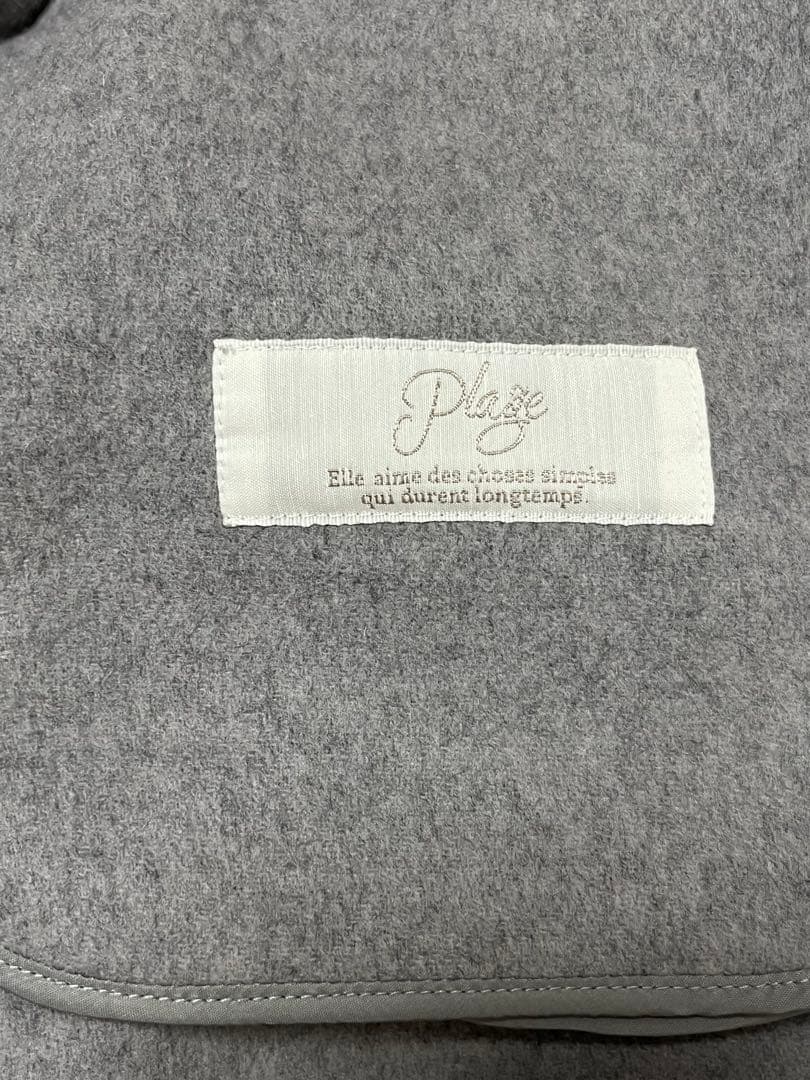 Plage
Elle aime des choses simples
qui durent longtemps.